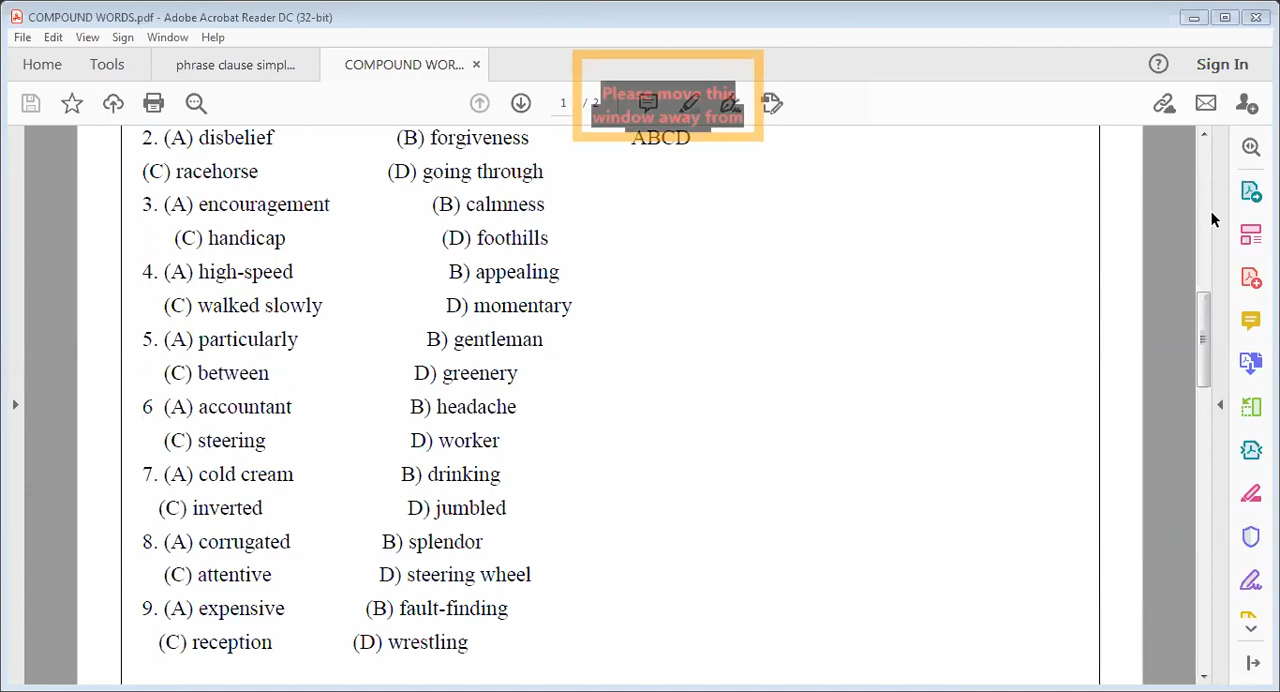 COMPOUND WORDS.pdf - Adobe Acrobat Reader DC (32-bit)
File Edit View Sign Window Help
Home Tools phrase clause simpl... COMPOUND WOR... × Sign In
1 / 2
Please move this
window away from
2. (A) disbelief (B) forgiveness ABCD
(C) racehorse (D) going through
3. (A) encouragement (B) calmness
(C) handicap (D) foothills
4. (A) high-speed B) appealing
(C) walked slowly D) momentary
5. (A) particularly B) gentleman
(C) between D) greenery
6 (A) accountant B) headache
(C) steering D) worker
7. (A) cold cream B) drinking
(C) inverted D) jumbled
8. (A) corrugated B) splendor
(C) attentive D) steering wheel
9. (A) expensive (B) fault-finding
(C) reception (D) wrestling